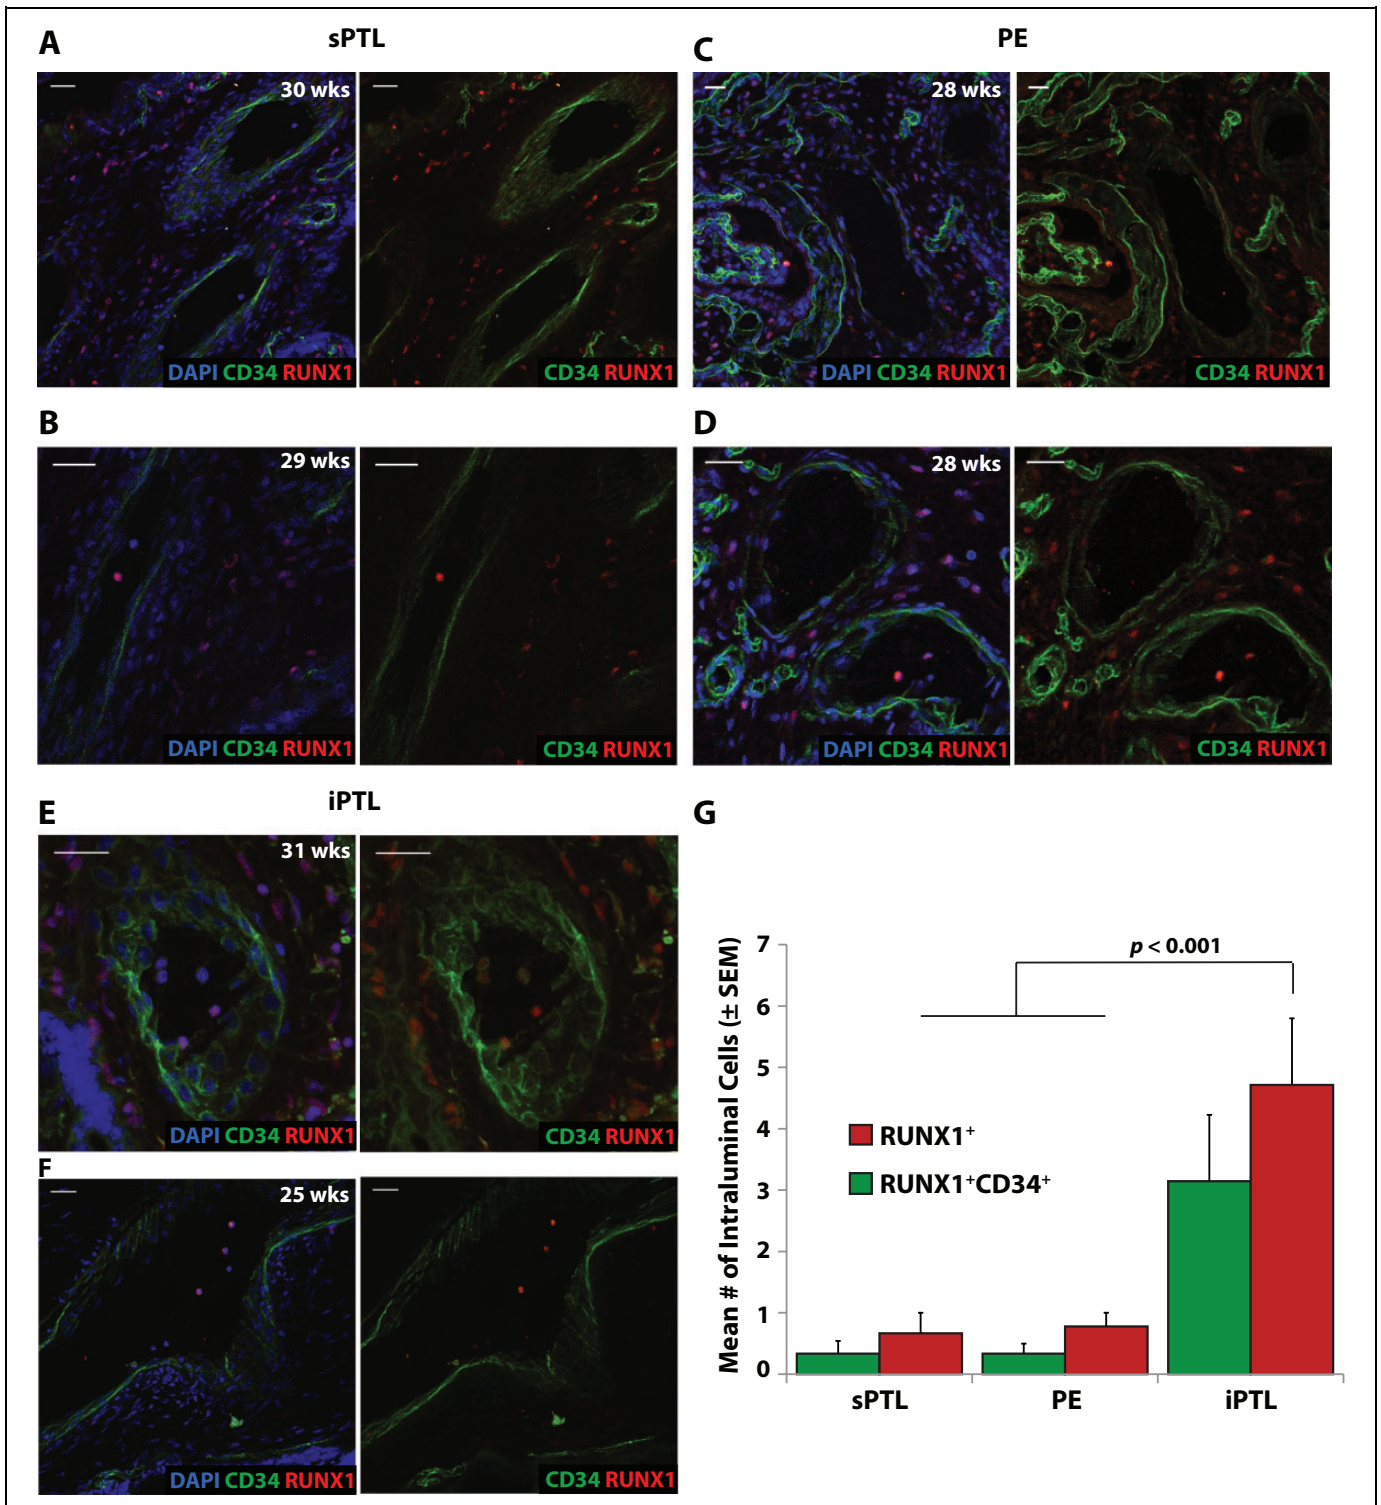 A
sPTL
30 wks
DAPI CD34 RUNX1
CD34 RUNX1
C
PE
28 wks
DAPI CD34 RUNX1
CD34 RUNX1
B
29 wks
DAPI CD34 RUNX1
CD34 RUNX1
D
28 wks
DAPI CD34 RUNX1
CD34 RUNX1
E
iPTL
31 wks
DAPI CD34 RUNX1
CD34 RUNX1
F
25 wks
DAPI CD34 RUNX1
CD34 RUNX1
G
Mean # of Intraluminal Cells (± SEM)
7
6
5
4
3
2
1
0
p < 0.001
RUNX1⁺
RUNX1⁺CD34⁺
sPTL
PE
iPTL